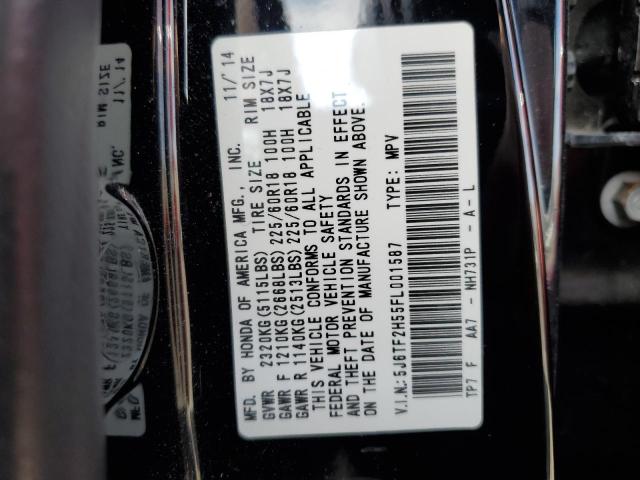 MFD. BY HONDA OF AMERICA MFG., INC. 11/'14
GVWR 2320KG(5115LBS) TIRE SIZE RIM SIZE
GAWR F 1210KG(2668LBS) 225/60R18 100H 18X7J
GAWR R 1140KG(2513LBS) 225/60R18 100H 18X7J
THIS VEHICLE CONFORMS TO ALL APPLICABLE
FEDERAL MOTOR VEHICLE SAFETY
AND THEFT PREVENTION STANDARDS IN EFFECT
ON THE DATE OF MANUFACTURE SHOWN ABOVE.
V.I.N.:5J6TF2H55FL001587 TYPE: MPV
TP7 F AA7 - NH731P - A - L